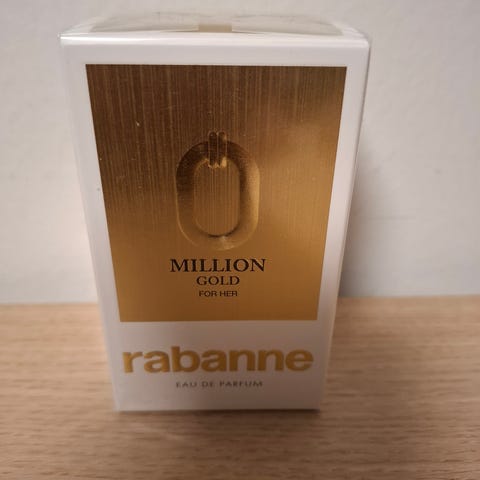 MILLION
GOLD
FOR HER
rabanne
EAU DE PARFUM